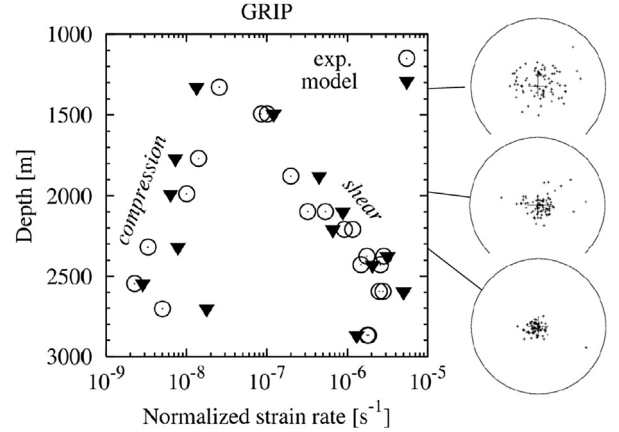 GRIP
1000
1500
2000
2500
3000
Depth [m]
exp.
model
compression
shear
10^-9
10^-8
10^-7
10^-6
10^-5
Normalized strain rate [s^-1]